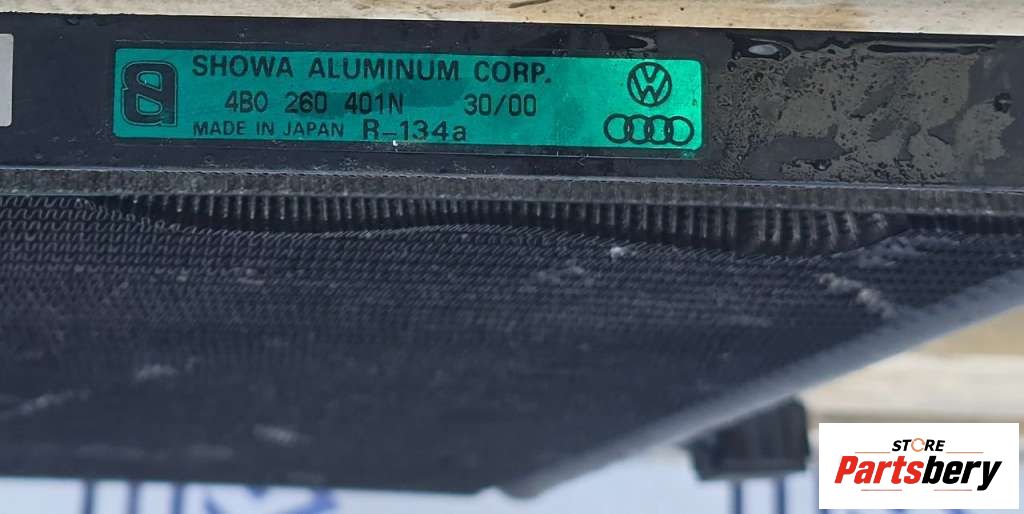 SHOWA ALUMINUM CORP.
4B0 260 401N 30/00
MADE IN JAPAN R-134a
STORE
Partsbery